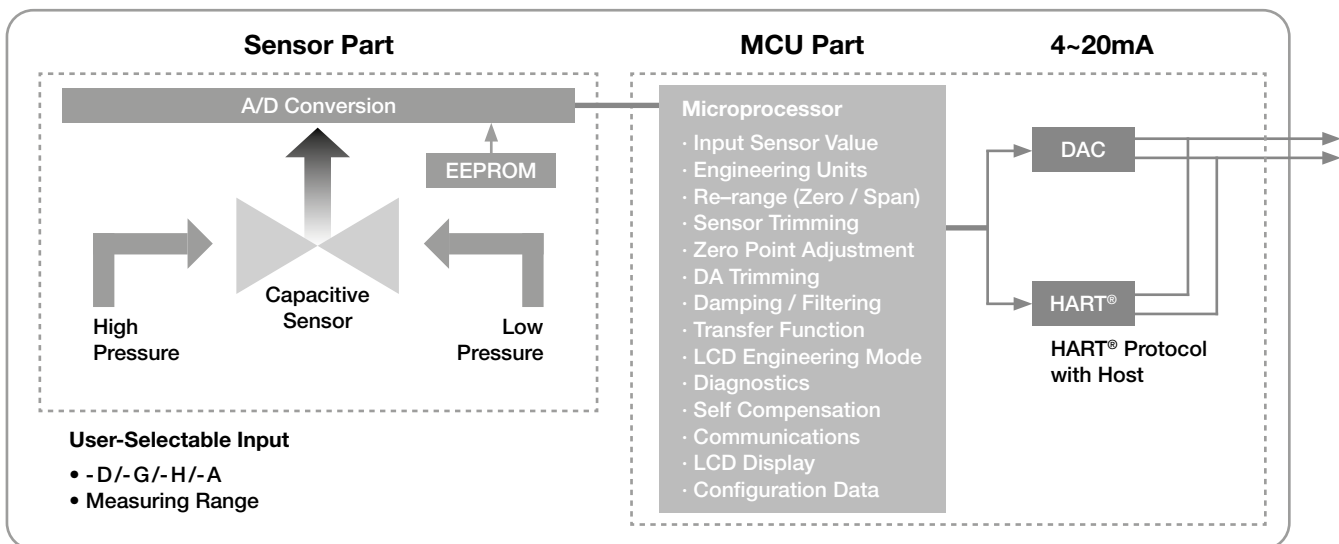 Sensor Part
MCU Part
4~20mA
A/D Conversion
EEPROM
High
Pressure
Capacitive
Sensor
Low
Pressure
User-Selectable Input
• -D/-G/-H/-A
• Measuring Range
Microprocessor
· Input Sensor Value
· Engineering Units
· Re–range (Zero / Span)
· Sensor Trimming
· Zero Point Adjustment
· DA Trimming
· Damping / Filtering
· Transfer Function
· LCD Engineering Mode
· Diagnostics
· Self Compensation
· Communications
· LCD Display
· Configuration Data
DAC
HART®
HART® Protocol
with Host